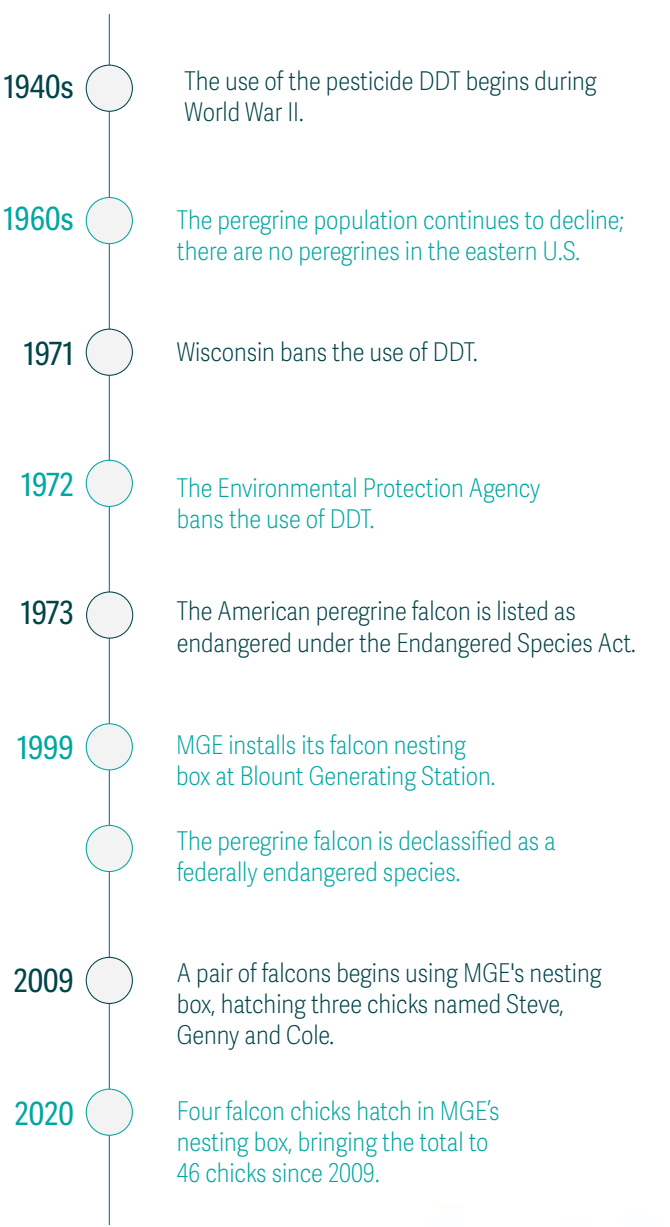 1940s
The use of the pesticide DDT begins during
World War II.
1960s
The peregrine population continues to decline;
there are no peregrines in the eastern U.S.
1971
Wisconsin bans the use of DDT.
1972
The Environmental Protection Agency
bans the use of DDT.
1973
The American peregrine falcon is listed as
endangered under the Endangered Species Act.
1999
MGE installs its falcon nesting
box at Blount Generating Station.
The peregrine falcon is declassified as a
federally endangered species.
2009
A pair of falcons begins using MGE's nesting
box, hatching three chicks named Steve,
Genny and Cole.
2020
Four falcon chicks hatch in MGE’s
nesting box, bringing the total to
46 chicks since 2009.